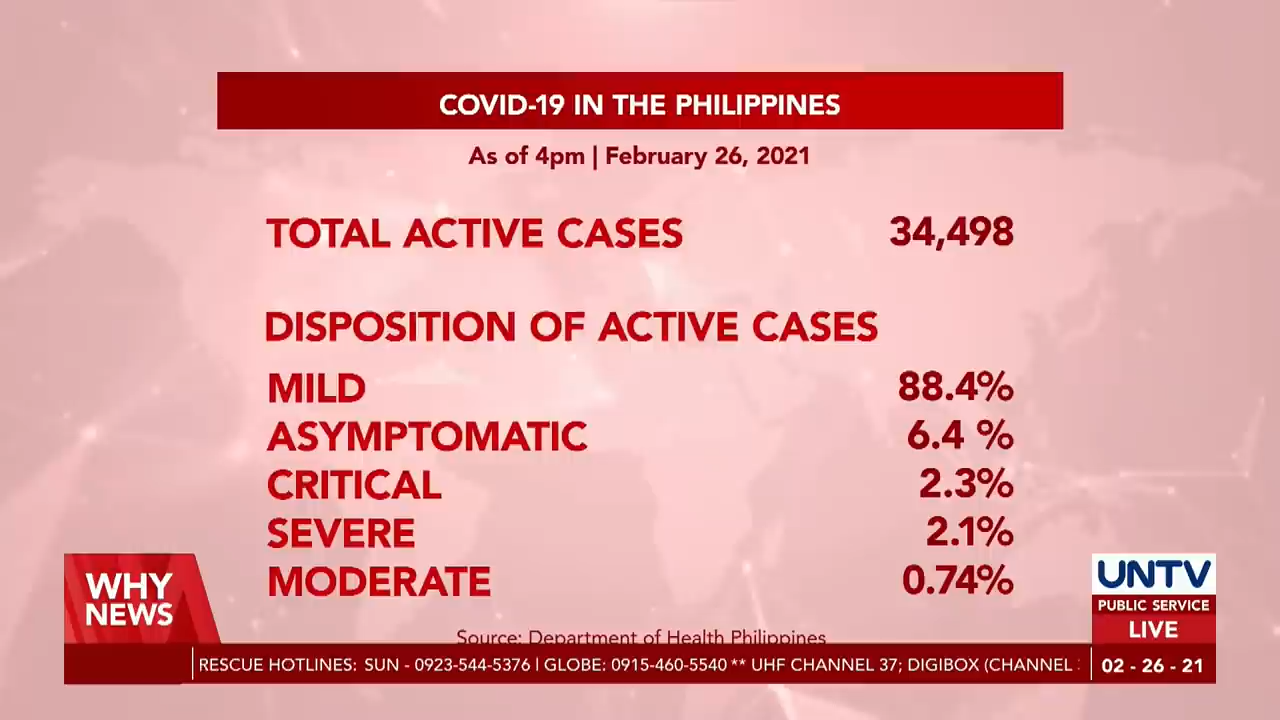 COVID-19 IN THE PHILIPPINES
As of 4pm | February 26, 2021
TOTAL ACTIVE CASES 34,498
DISPOSITION OF ACTIVE CASES
MILD 88.4%
ASYMPTOMATIC 6.4 %
CRITICAL 2.3%
SEVERE 2.1%
MODERATE 0.74%
Source: Department of Health Philippines
WHY
NEWS
UNTV
PUBLIC SERVICE
LIVE
RESCUE HOTLINES: SUN - 0923-544-5376 | GLOBE: 0915-460-5540 ** UHF CHANNEL 37; DIGIBOX (CHANNEL
02 - 26 - 21